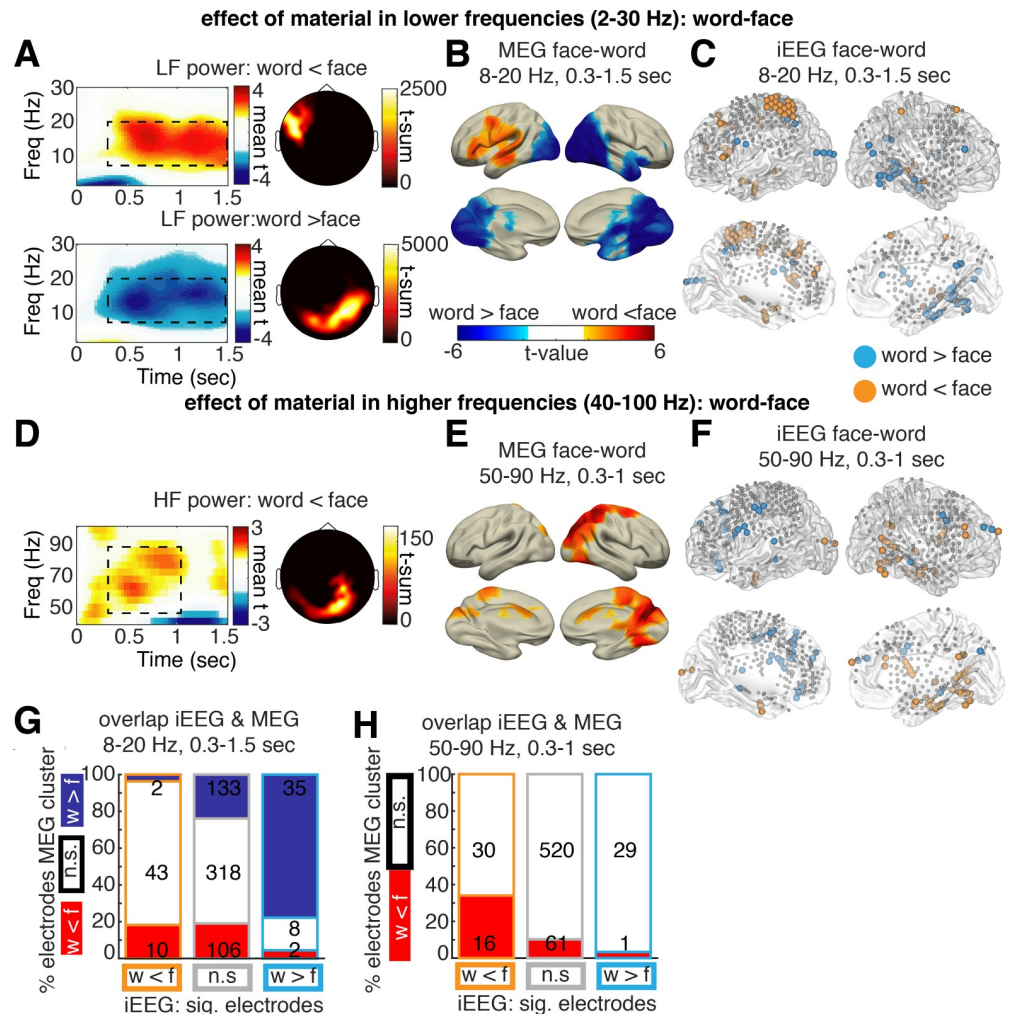 effect of material in lower frequencies (2-30 Hz): word-face
A
LF power: word < face
30
20
10
Freq (Hz)
0
0.5
1
1.5
4
mean t
-4
2500
t-sum
0
LF power:word >face
30
20
10
Freq (Hz)
0
0.5
1
1.5
Time (sec)
4
mean t
-4
5000
t-sum
0
B
MEG face-word
8-20 Hz, 0.3-1.5 sec
word > face
word <face
-6
t-value
6
C
iEEG face-word
8-20 Hz, 0.3-1.5 sec
word > face
word < face
effect of material in higher frequencies (40-100 Hz): word-face
D
HF power: word < face
90
70
50
Freq (Hz)
0
0.5
1
1.5
Time (sec)
3
mean t
-3
150
t-sum
0
E
MEG face-word
50-90 Hz, 0.3-1 sec
F
iEEG face-word
50-90 Hz, 0.3-1 sec
G
overlap iEEG & MEG
8-20 Hz, 0.3-1.5 sec
% electrodes MEG cluster
w < f
n.s.
w > f
100
80
60
40
20
0
2
43
10
133
318
106
35
8
2
w < f
n.s
w > f
iEEG: sig. electrodes
H
overlap iEEG & MEG
50-90 Hz, 0.3-1 sec
% electrodes MEG cluster
w < f
n.s.
100
80
60
40
20
0
30
16
520
61
29
1
w < f
n.s
w > f
iEEG: sig. electrodes